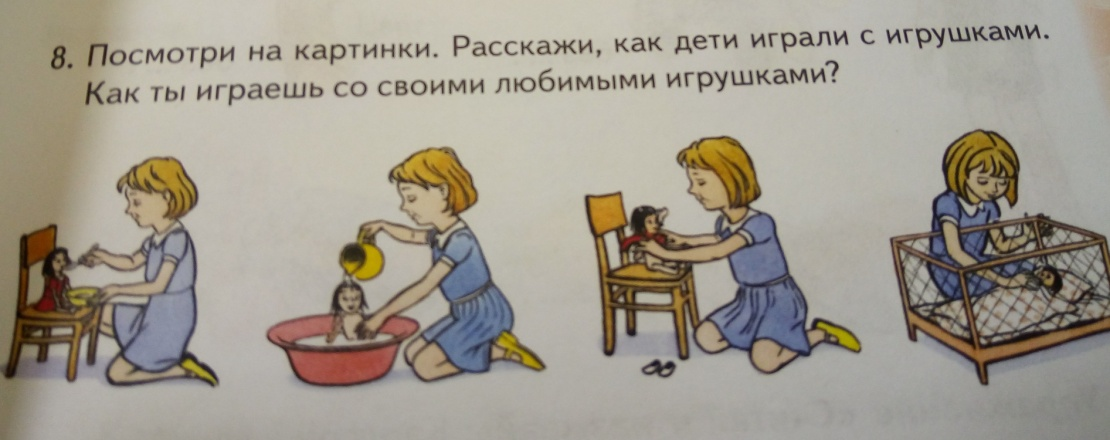 8. Посмотри на картинки. Расскажи, как дети играли с игрушками.
Как ты играешь со своими любимыми игрушками?